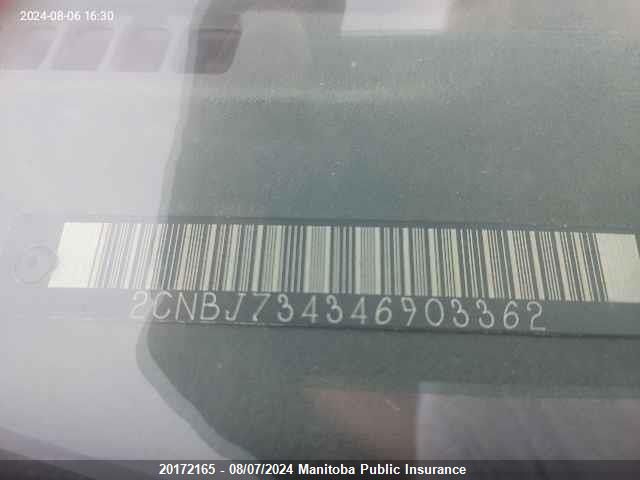 2024-08-06 16:30
2CNBJ734346903362
20172165 - 08/07/2024 Manitoba Public Insurance